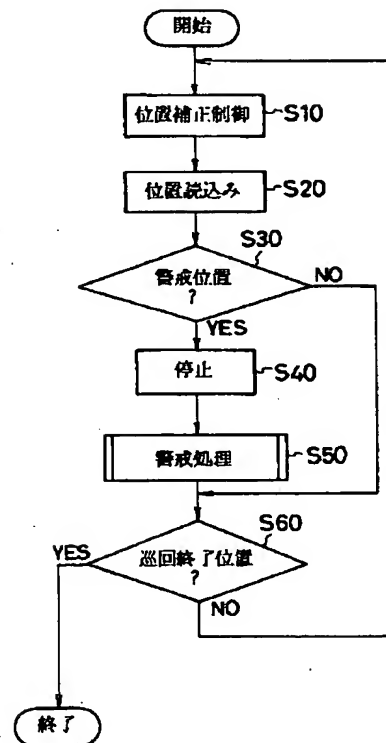 開始
位置補正制御
S10
位置読込み
S20
S30
警戒位置
?
NO
YES
停止
S40
警戒処理
S50
S60
YES
巡回終了位置
?
NO
終了